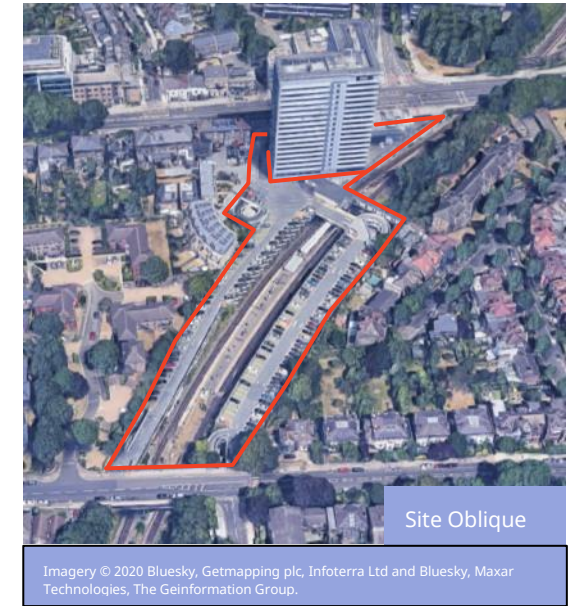 Site Oblique
Imagery © 2020 Bluesky, Getmapping plc, Infoterra Ltd and Bluesky, Maxar
Technologies, The Geinformation Group.